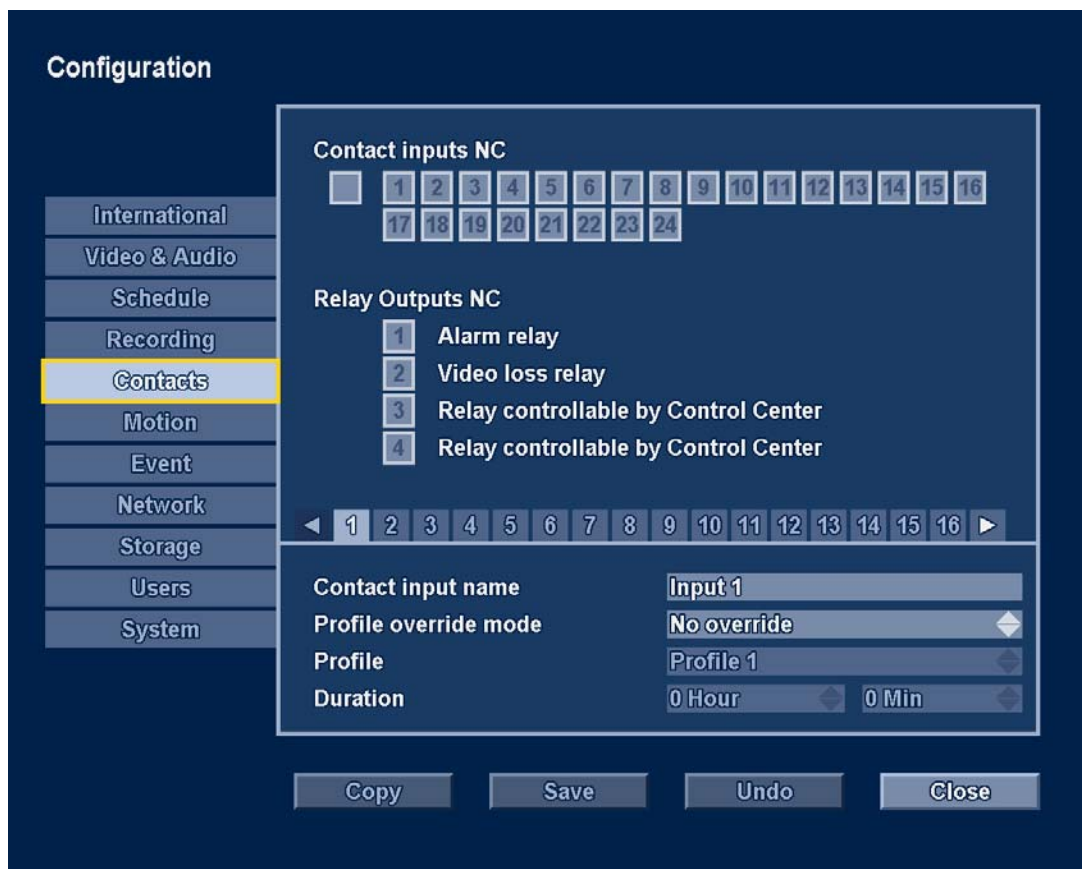 Configuration
Contact inputs NC
1 2 3 4 5 6 7 8 9 10 11 12 13 14 15 16
17 18 19 20 21 22 23 24
International
Video & Audio
Schedule
Recording
Contacts
Motion
Event
Network
Storage
Users
System
Relay Outputs NC
1 Alarm relay
2 Video loss relay
3 Relay controllable by Control Center
4 Relay controllable by Control Center
1 2 3 4 5 6 7 8 9 10 11 12 13 14 15 16
Contact input name Input 1
Profile override mode No override
Profile Profile 1
Duration 0 Hour 0 Min
Copy Save Undo Close